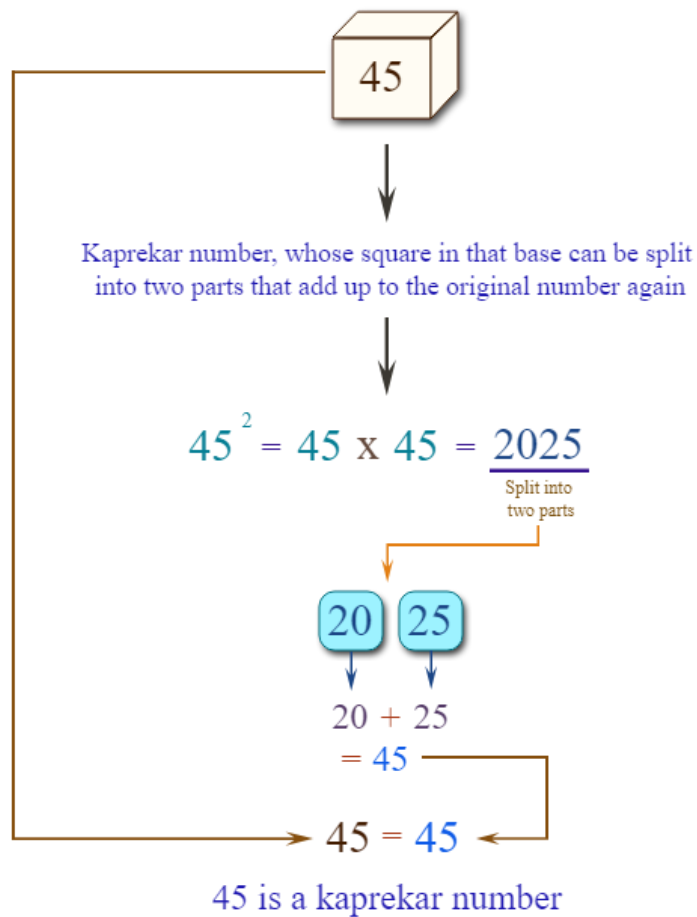 45
Kaprekar number, whose square in that base can be split
into two parts that add up to the original number again
45² = 45 x 45 = 2025
Split into
two parts
20 25
20 + 25
= 45
45 = 45
45 is a kaprekar number